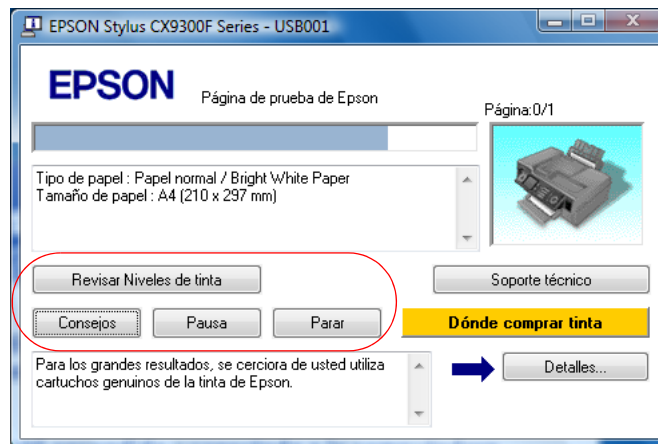 EPSON Stylus CX9300F Series - USB001
EPSON
Página de prueba de Epson
Página:0/1
Tipo de papel : Papel normal / Bright White Paper
Tamaño de papel : A4 (210 x 297 mm)
Revisar Niveles de tinta
Soporte técnico
Consejos
Pausa
Parar
Dónde comprar tinta
Para los grandes resultados, se cerciora de usted utiliza
cartuchos genuinos de la tinta de Epson.
Detalles...